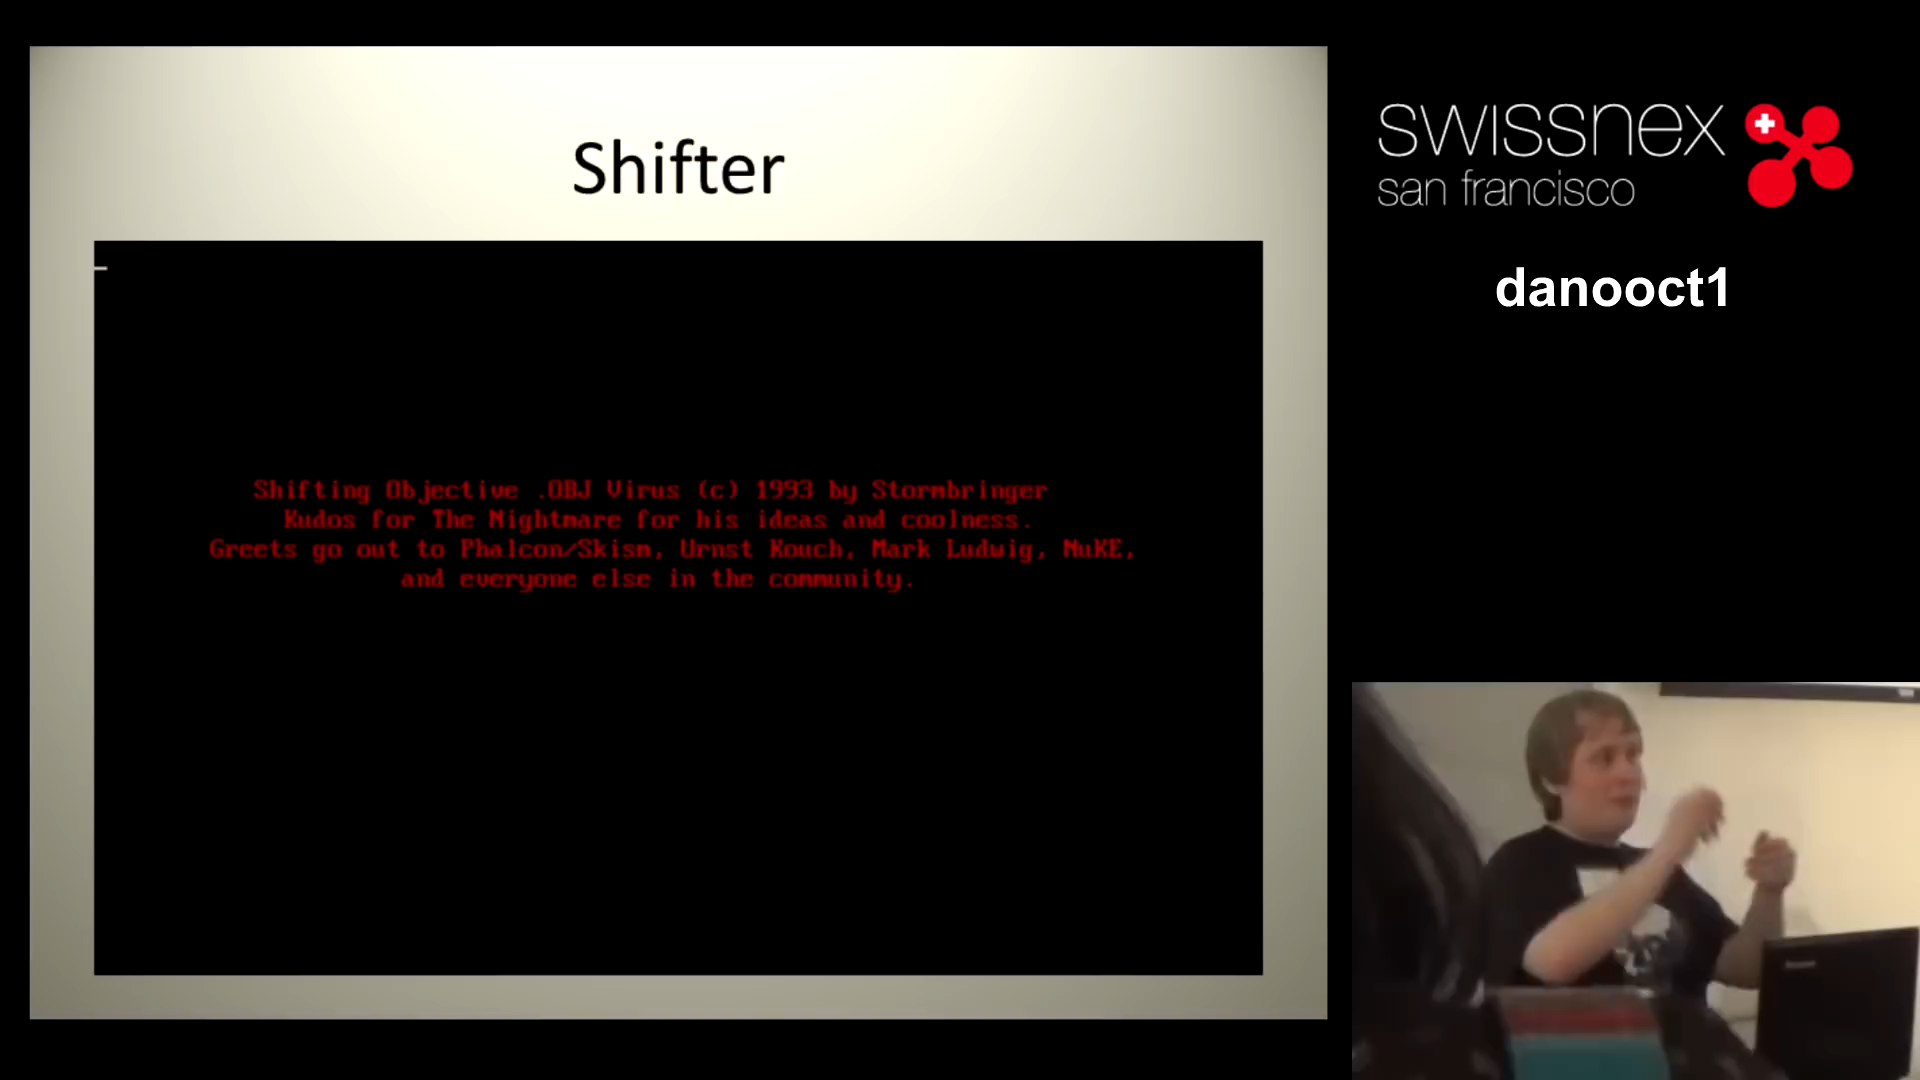 Shifter
Shifting Objective .OBJ Virus (c) 1993 by Stormbringer
Kudos for The Nightmare for his ideas and coolness.
Greets go out to Phalcon/Skism, Urnst Kouch, Mark Ludwig, NuKE,
and everyone else in the community.
swissnex
san francisco
danooct1